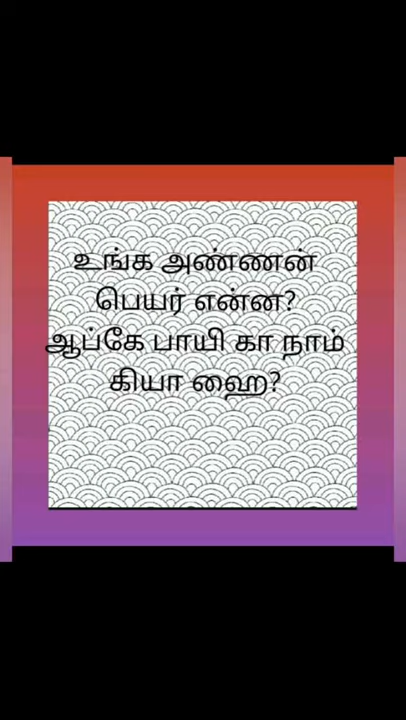 உங்க அண்ணன்
பெயர் என்ன?
ஆப்கே பாயி கா நாம்
கியா ஹை?